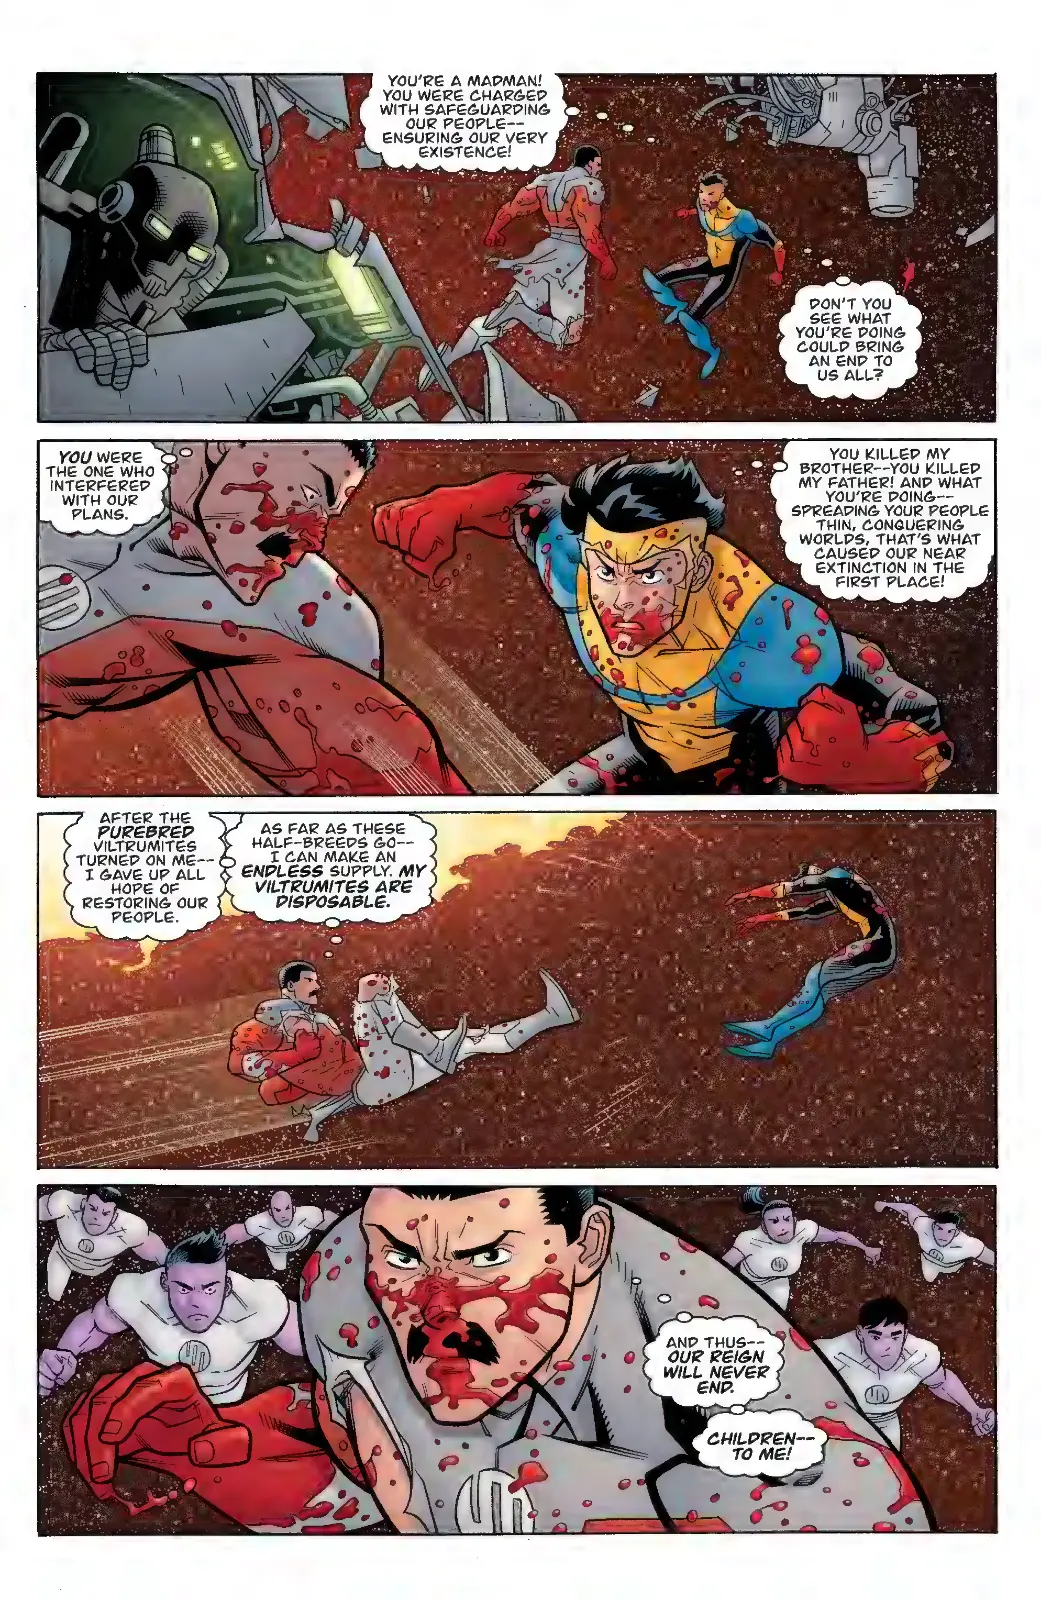 YOU'RE A MADMAN!
YOU WERE CHARGED
WITH SAFEGUARDING
OUR PEOPLE--
ENSURING OUR VERY
EXISTENCE!
DON'T YOU
SEE WHAT
YOU'RE DOING
COULD BRING
AN END TO
US ALL?
YOU WERE
THE ONE WHO
INTERFERED
WITH OUR
PLANS.
YOU KILLED MY
BROTHER--YOU KILLED
MY FATHER! AND WHAT
YOU'RE DOING--
SPREADING YOUR PEOPLE
THIN, CONQUERING
WORLDS, THAT'S WHAT
CAUSED OUR NEAR
EXTINCTION IN THE
FIRST PLACE!
AFTER THE
PUREBRED
VILTRUMITES
TURNED ON ME--
I GAVE UP ALL
HOPE OF
RESTORING OUR
PEOPLE.
AS FAR AS THESE
HALF-BREEDS GO--
I CAN MAKE AN
ENDLESS SUPPLY. MY
VILTRUMITES ARE
DISPOSABLE.
AND THUS--
OUR REIGN
WILL NEVER
END.
CHILDREN--
TO ME!